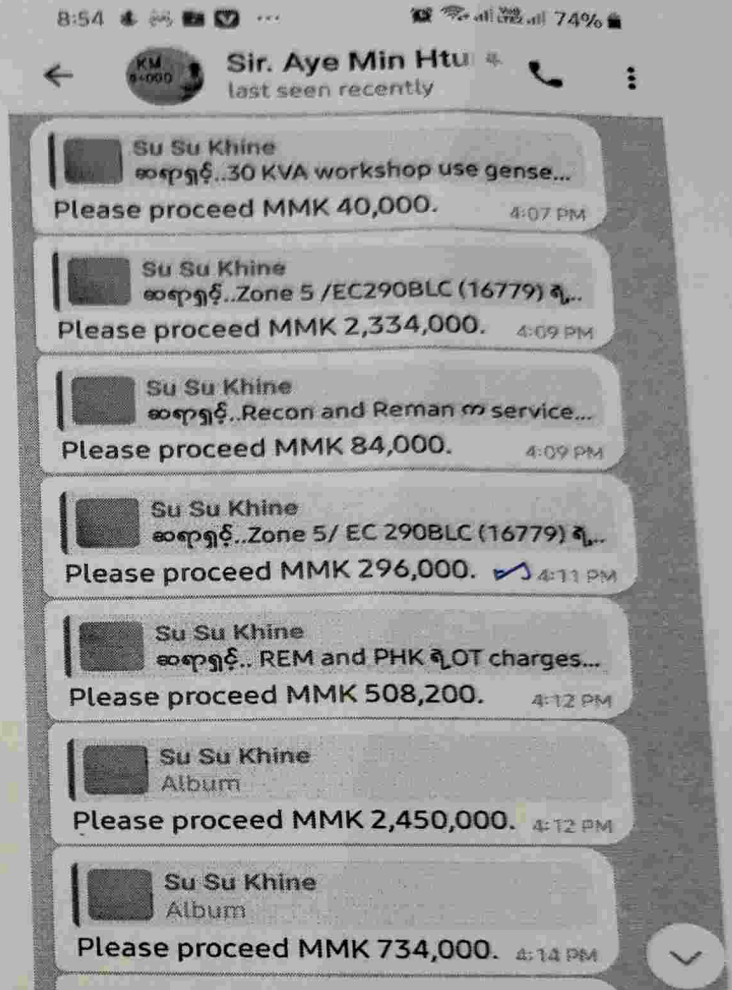 8:54 74%
KM
Sir. Aye Min Htu
last seen recently
Su Su Khine
ဆရာရှင့်..30 KVA workshop use gense...
Please proceed MMK 40,000. 4:07 PM
Su Su Khine
ဆရာရှင့်..Zone 5 /EC290BLC (16779) ရဲ့...
Please proceed MMK 2,334,000. 4:09 PM
Su Su Khine
ဆရာရှင့်..Recon and Reman က service...
Please proceed MMK 84,000. 4:09 PM
Su Su Khine
ဆရာရှင့်..Zone 5/ EC 290BLC (16779) ရဲ့...
Please proceed MMK 296,000. 4:11 PM
Su Su Khine
ဆရာရှင့်.. REM and PHK ရဲ့OT charges...
Please proceed MMK 508,200. 4:12 PM
Su Su Khine
Album
Please proceed MMK 2,450,000. 4:12 PM
Su Su Khine
Album
Please proceed MMK 734,000. 4:14 PM